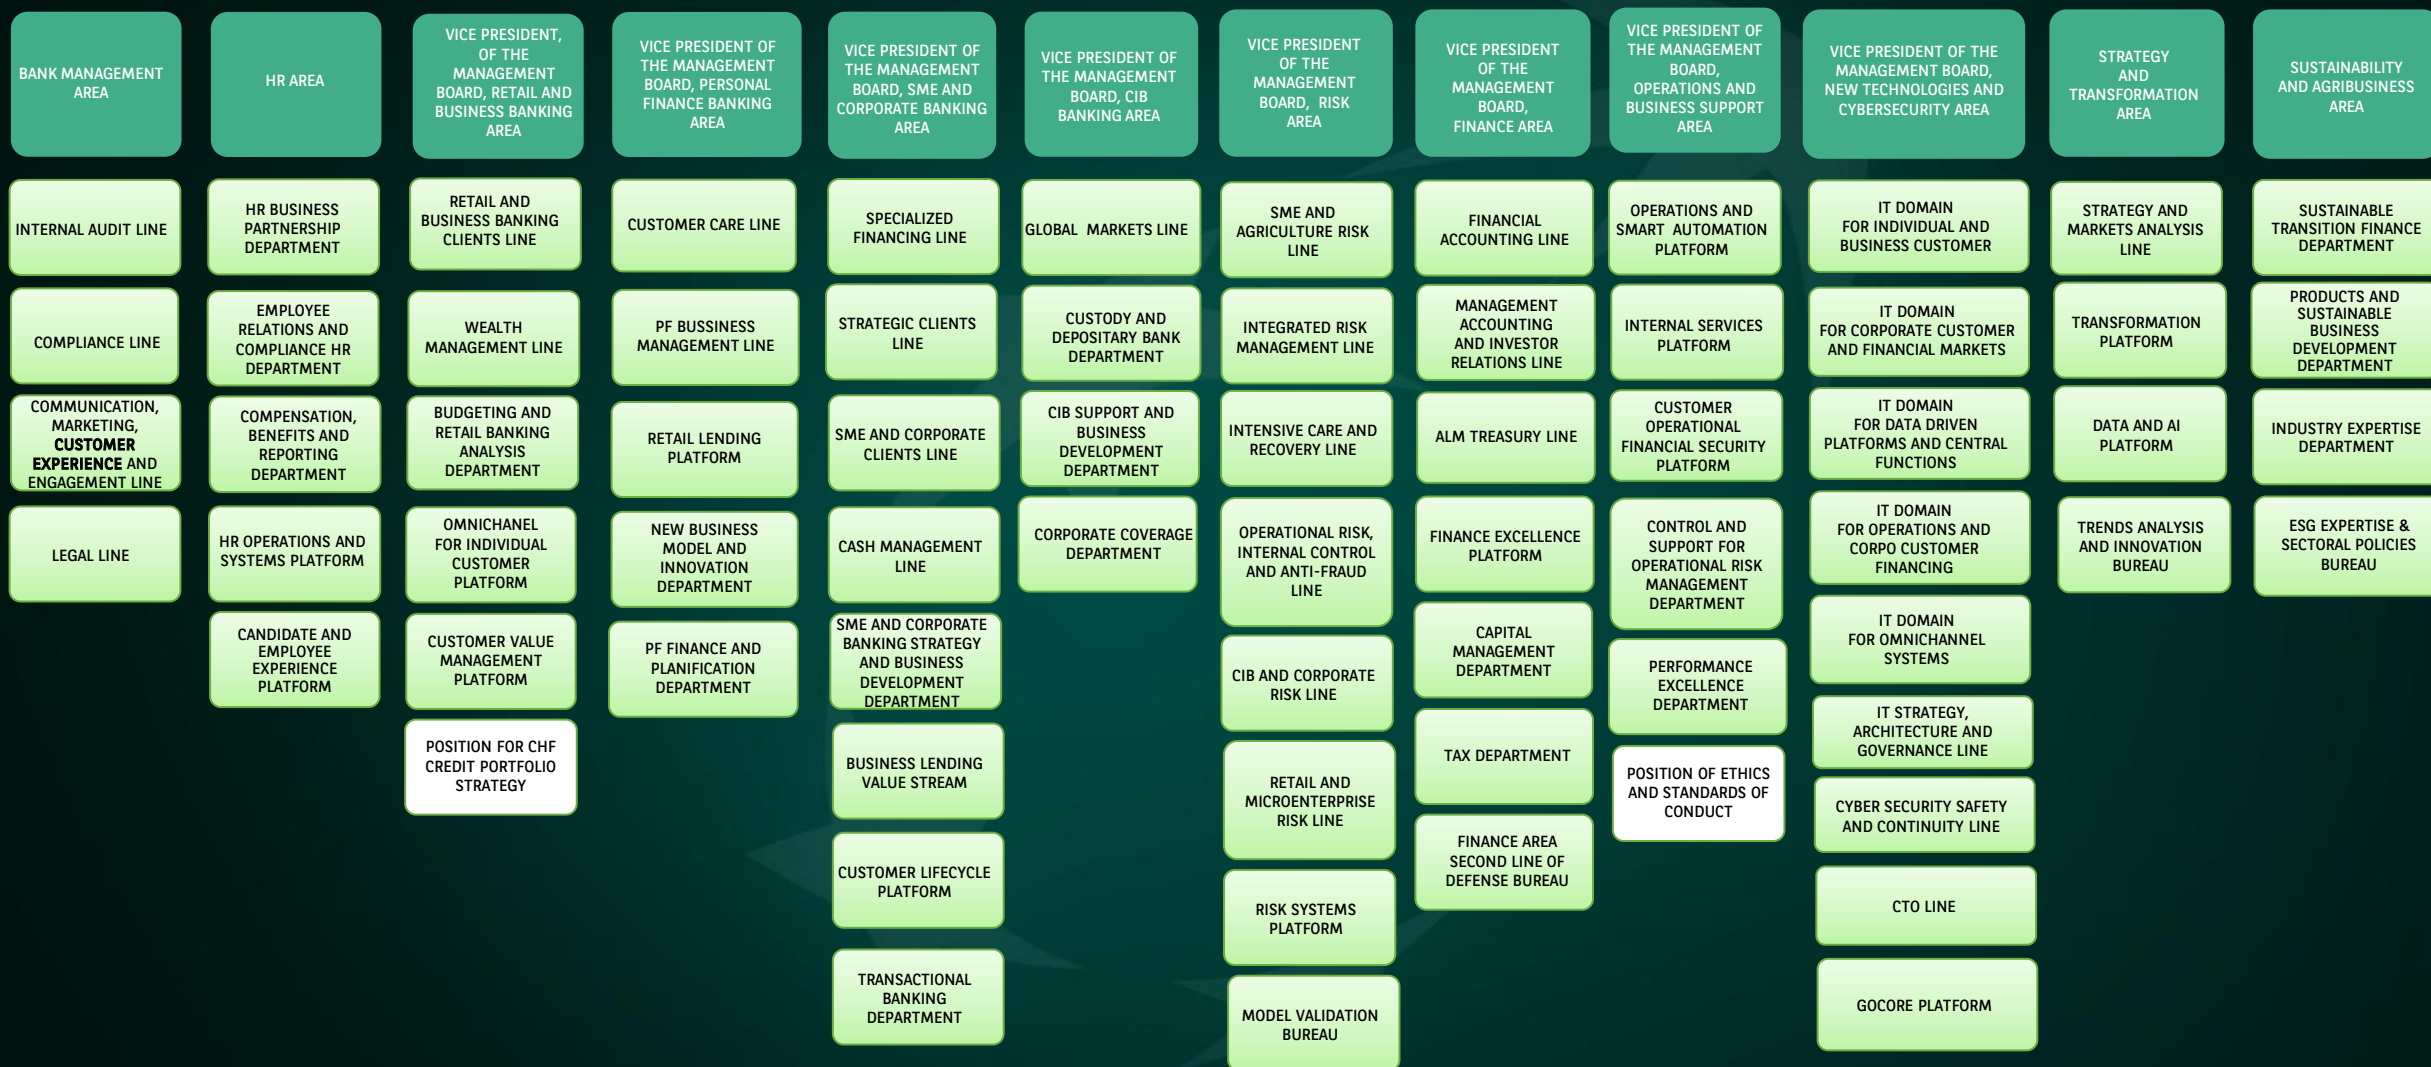 BANK MANAGEMENT
AREA
INTERNAL AUDIT LINE
COMPLIANCE LINE
COMMUNICATION,
MARKETING,
CUSTOMER
EXPERIENCE AND
ENGAGEMENT LINE
LEGAL LINE
HR AREA
HR BUSINESS
PARTNERSHIP
DEPARTMENT
EMPLOYEE
RELATIONS AND
COMPLIANCE HR
DEPARTMENT
COMPENSATION,
BENEFITS AND
REPORTING
DEPARTMENT
HR OPERATIONS AND
SYSTEMS PLATFORM
CANDIDATE AND
EMPLOYEE
EXPERIENCE
PLATFORM
VICE PRESIDENT,
OF THE
MANAGEMENT
BOARD, RETAIL AND
BUSINESS BANKING
AREA
RETAIL AND
BUSINESS BANKING
CLIENTS LINE
WEALTH
MANAGEMENT LINE
BUDGETING AND
RETAIL BANKING
ANALYSIS
DEPARTMENT
OMNICHANEL
FOR INDIVIDUAL
CUSTOMER
PLATFORM
CUSTOMER VALUE
MANAGEMENT
PLATFORM
POSITION FOR CHF
CREDIT PORTFOLIO
STRATEGY
VICE PRESIDENT OF
THE MANAGEMENT
BOARD, PERSONAL
FINANCE BANKING
AREA
CUSTOMER CARE LINE
PF BUSSINESS
MANAGEMENT LINE
RETAIL LENDING
PLATFORM
NEW BUSINESS
MODEL AND
INNOVATION
DEPARTMENT
PF FINANCE AND
PLANIFICATION
DEPARTMENT
VICE PRESIDENT OF
THE MANAGEMENT
BOARD, SME AND
CORPORATE BANKING
AREA
SPECIALIZED
FINANCING LINE
STRATEGIC CLIENTS
LINE
SME AND CORPORATE
CLIENTS LINE
CASH MANAGEMENT
LINE
SME AND CORPORATE
BANKING STRATEGY
AND BUSINESS
DEVELOPMENT
DEPARTMENT
BUSINESS LENDING
VALUE STREAM
CUSTOMER LIFECYCLE
PLATFORM
TRANSACTIONAL
BANKING
DEPARTMENT
VICE PRESIDENT OF
THE MANAGEMENT
BOARD, CIB
BANKING AREA
GLOBAL MARKETS LINE
CUSTODY AND
DEPOSITARY BANK
DEPARTMENT
CIB SUPPORT AND
BUSINESS
DEVELOPMENT
DEPARTMENT
CORPORATE COVERAGE
DEPARTMENT
VICE PRESIDENT
OF THE
MANAGEMENT
BOARD, RISK
AREA
SME AND
AGRICULTURE RISK
LINE
INTEGRATED RISK
MANAGEMENT LINE
INTENSIVE CARE AND
RECOVERY LINE
OPERATIONAL RISK,
INTERNAL CONTROL
AND ANTI-FRAUD
LINE
CIB AND CORPORATE
RISK LINE
RETAIL AND
MICROENTERPRISE
RISK LINE
RISK SYSTEMS
PLATFORM
MODEL VALIDATION
BUREAU
VICE PRESIDENT
OF THE
MANAGEMENT
BOARD,
FINANCE AREA
FINANCIAL
ACCOUNTING LINE
MANAGEMENT
ACCOUNTING
AND INVESTOR
RELATIONS LINE
ALM TREASURY LINE
FINANCE EXCELLENCE
PLATFORM
CAPITAL
MANAGEMENT
DEPARTMENT
TAX DEPARTMENT
FINANCE AREA
SECOND LINE OF
DEFENSE BUREAU
VICE PRESIDENT OF
THE MANAGEMENT
BOARD,
OPERATIONS AND
BUSINESS SUPPORT
AREA
OPERATIONS AND
SMART AUTOMATION
PLATFORM
INTERNAL SERVICES
PLATFORM
CUSTOMER
OPERATIONAL
FINANCIAL SECURITY
PLATFORM
CONTROL AND
SUPPORT FOR
OPERATIONAL RISK
MANAGEMENT
DEPARTMENT
PERFORMANCE
EXCELLENCE
DEPARTMENT
POSITION OF ETHICS
AND STANDARDS OF
CONDUCT
VICE PRESIDENT OF THE
MANAGEMENT BOARD,
NEW TECHNOLOGIES AND
CYBERSECURITY AREA
IT DOMAIN
FOR INDIVIDUAL AND
BUSINESS CUSTOMER
IT DOMAIN
FOR CORPORATE CUSTOMER
AND FINANCIAL MARKETS
IT DOMAIN
FOR DATA DRIVEN
PLATFORMS AND CENTRAL
FUNCTIONS
IT DOMAIN
FOR OPERATIONS AND
CORPO CUSTOMER
FINANCING
IT DOMAIN
FOR OMNICHANNEL
SYSTEMS
IT STRATEGY,
ARCHITECTURE AND
GOVERNANCE LINE
CYBER SECURITY SAFETY
AND CONTINUITY LINE
CTO LINE
GOCORE PLATFORM
STRATEGY
AND
TRANSFORMATION
AREA
STRATEGY AND
MARKETS ANALYSIS
LINE
TRANSFORMATION
PLATFORM
DATA AND AI
PLATFORM
TRENDS ANALYSIS
AND INNOVATION
BUREAU
SUSTAINABILITY
AND AGRIBUSINESS
AREA
SUSTAINABLE
TRANSITION FINANCE
DEPARTMENT
PRODUCTS AND
SUSTAINABLE
BUSINESS
DEVELOPMENT
DEPARTMENT
INDUSTRY EXPERTISE
DEPARTMENT
ESG EXPERTISE &
SECTORAL POLICIES
BUREAU